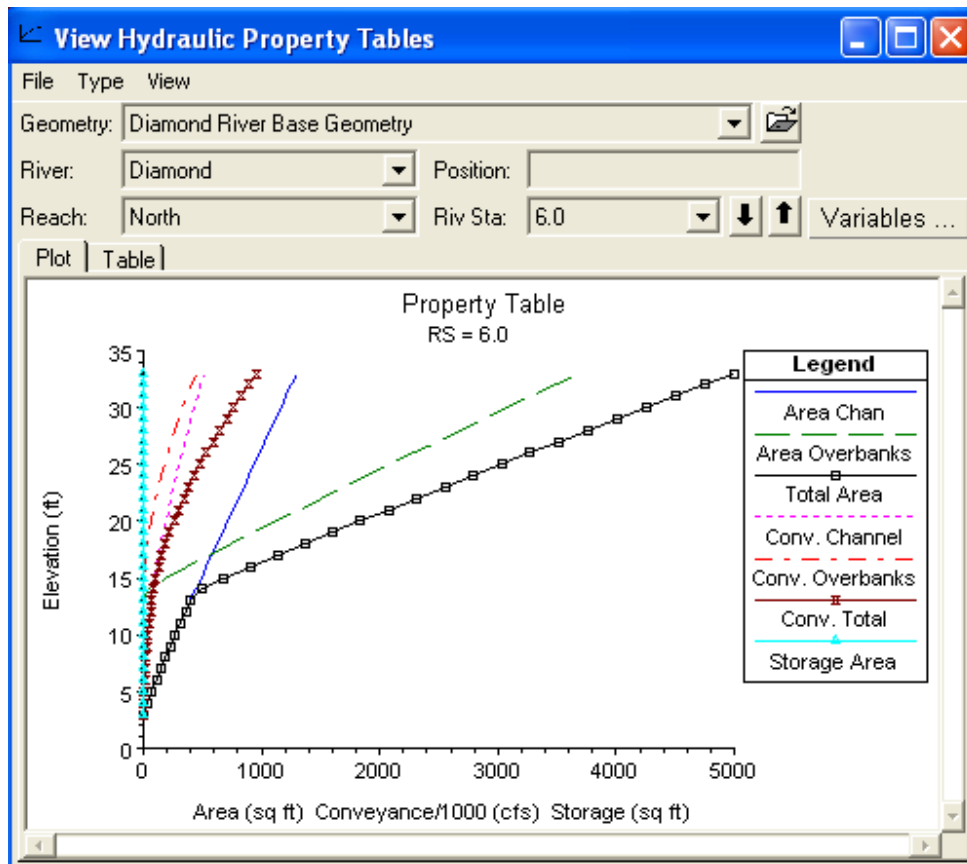 View Hydraulic Property Tables
File Type View
Geometry: Diamond River Base Geometry
River: Diamond Position:
Reach: North Riv Sta: 6.0 Variables ...
Plot Table
Property Table
RS = 6.0
35
30
25
20
15
10
5
0
Elevation (ft)
0 1000 2000 3000 4000 5000
Area (sq ft) Conveyance/1000 (cfs) Storage (sq ft)
Legend
Area Chan
Area Overbanks
Total Area
Conv. Channel
Conv. Overbanks
Conv. Total
Storage Area